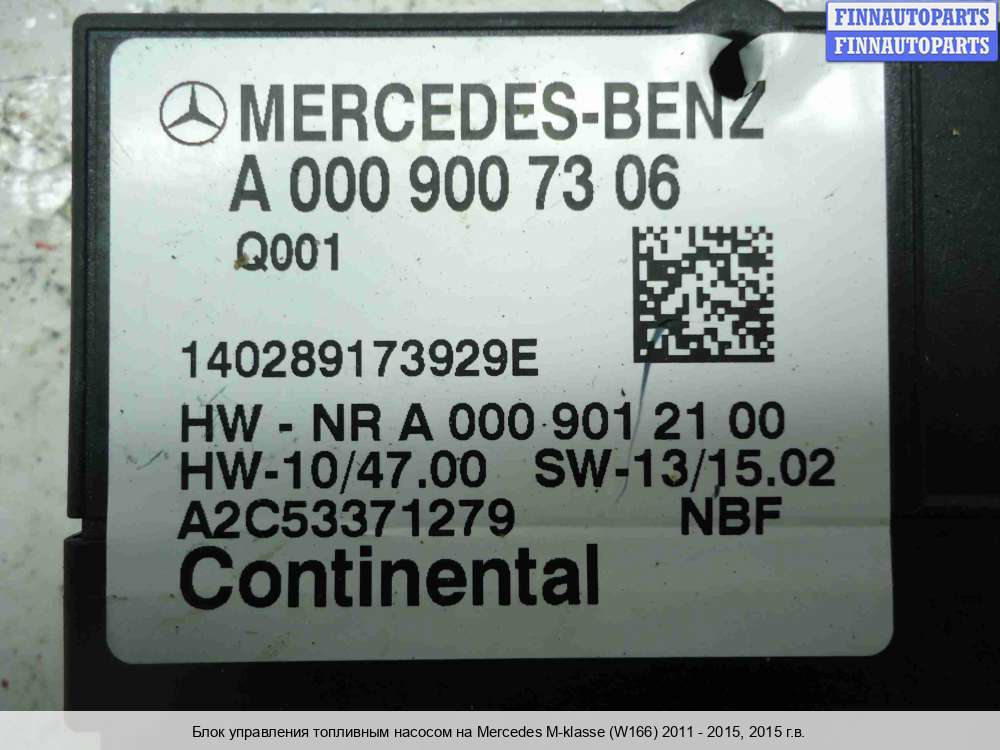 FINNAUTOPARTS
FINNAUTOPARTS
MERCEDES-BENZ
A 000 900 73 06
Q001
140289173929E
HW - NR A 000 901 21 00
HW-10/47.00 SW-13/15.02
A2C53371279 NBF
Continental
Блок управления топливным насосом на Mercedes M-klasse (W166) 2011 - 2015, 2015 г.в.